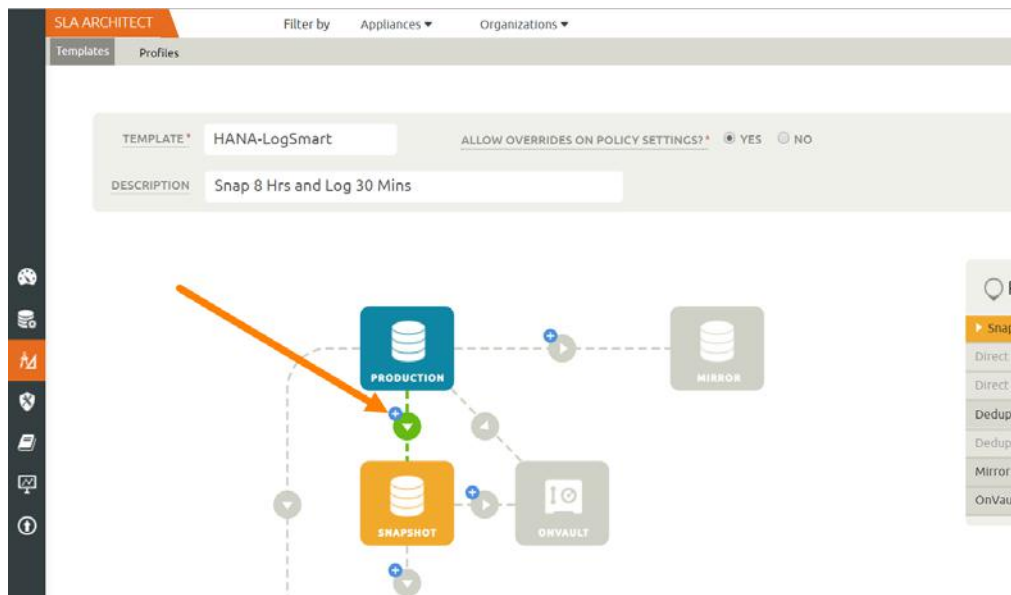 SLA ARCHITECT
Filter by Appliances Organizations
Templates Profiles
TEMPLATE* HANA-LogSmart ALLOW OVERRIDES ON POLICY SETTINGS?* YES NO
DESCRIPTION Snap 8 Hrs and Log 30 Mins
PRODUCTION
MIRROR
Snap
Direct
Direct
Dedup
Dedup
Mirror
OnVau
SNAPSHOT
ONVAULT